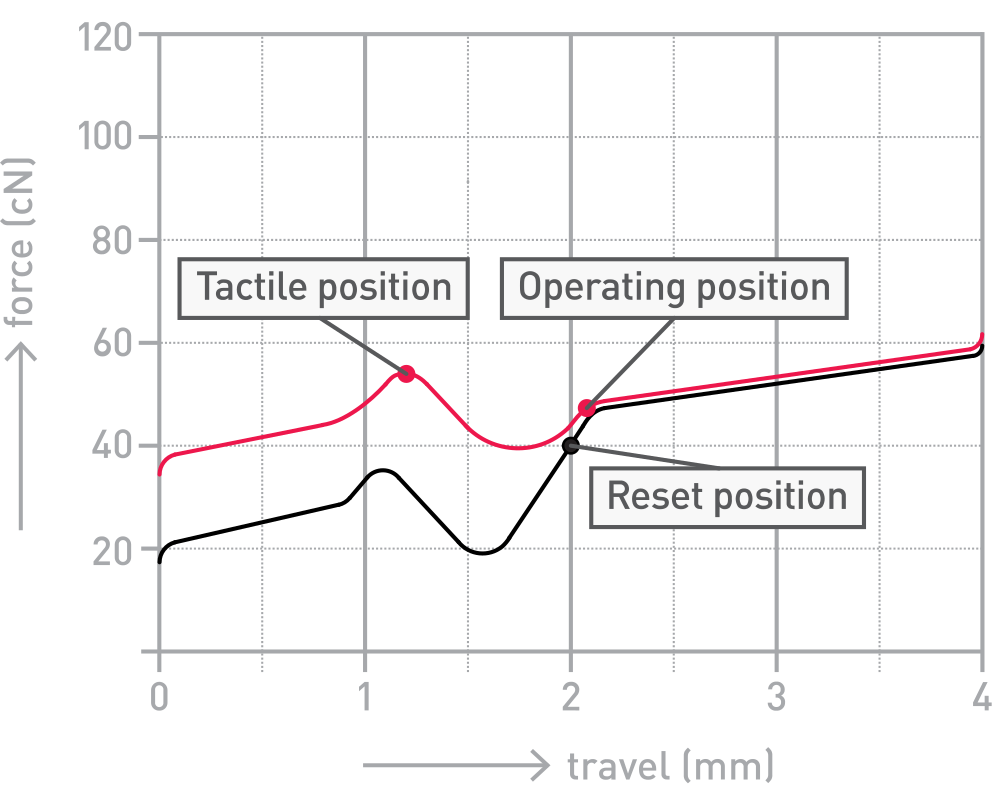 120
100
80
60
40
20
force (cN)
Tactile position
Operating position
Reset position
0 1 2 3 4
travel (mm)